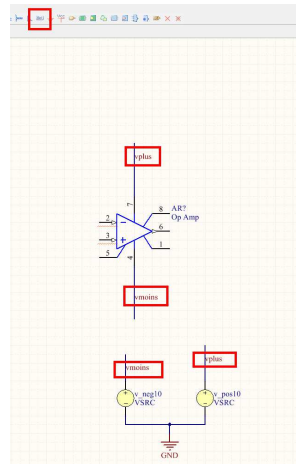 vplus
7
8 AR?
Op Amp
2
6
3
5
4
1
vmoins
vplus
vmoins
v_neg10
VSRC
v_pos10
VSRC
GND